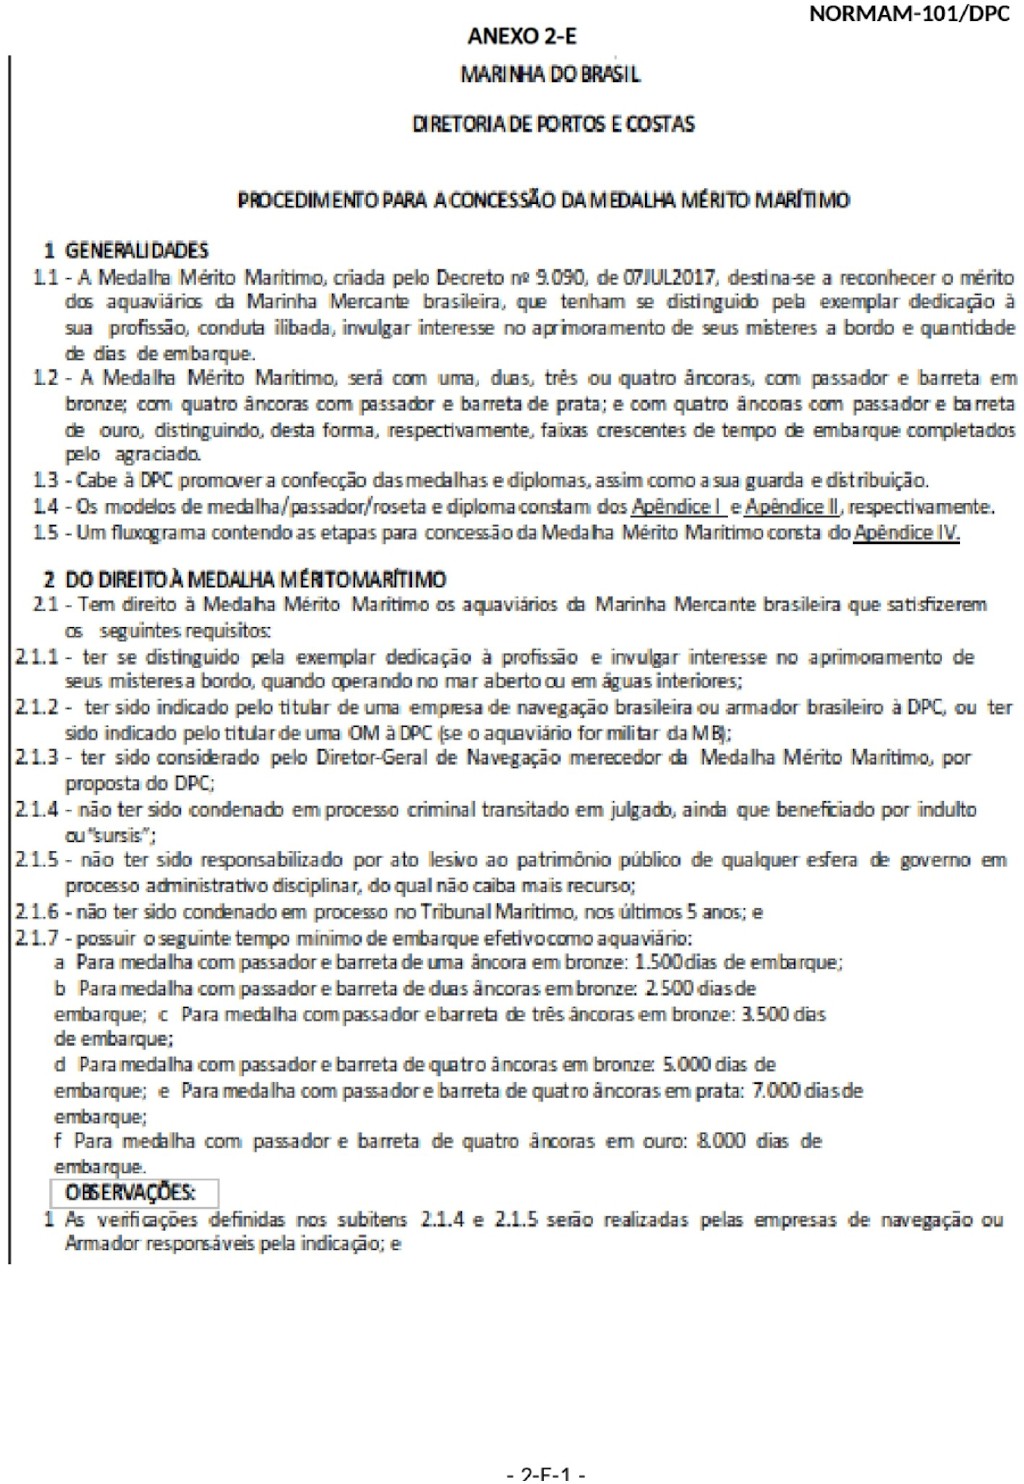 NORMAM-101/DPC
ANEXO 2-E
MARINHA DO BRASIL
DIRETORIA DE PORTOS E COSTAS
PROCEDIMENTO PARA A CONCESSÃO DA MEDALHA MÉRITO MARÍTIMO
1 GENERALIDADES
1.1 - A Medalha Mérito Marítimo, criada pelo Decreto nº 9.090, de 07JUL2017, destina-se a reconhecer o mérito
dos aquaviários da Marinha Mercante brasileira, que tenham se distinguido pela exemplar dedicação à
sua profissão, conduta ilibada, invulgar interesse no aprimoramento de seus misteres a bordo e quantidade
de dias de embarque.
1.2 - A Medalha Mérito Marítimo, será com uma, duas, três ou quatro âncoras, com passador e barreta em
bronze; com quatro âncoras com passador e barreta de prata; e com quatro âncoras com passador e barreta
de ouro, distinguindo, desta forma, respectivamente, faixas crescentes de tempo de embarque completados
pelo agraciado.
1.3 - Cabe à DPC promover a confecção das medalhas e diplomas, assim como a sua guarda e distribuição.
1.4 - Os modelos de medalha/passador/roseta e diploma constam dos Apêndice I e Apêndice II, respectivamente.
1.5 - Um fluxograma contendo as etapas para concessão da Medalha Mérito Marítimo consta do Apêndice IV.
2 DO DIREITO À MEDALHA MÉRITO MARÍTIMO
2.1 - Tem direito à Medalha Mérito Marítimo os aquaviários da Marinha Mercante brasileira que satisfizerem
os seguintes requisitos:
2.1.1 - ter se distinguido pela exemplar dedicação à profissão e invulgar interesse no aprimoramento de
seus misteres a bordo, quando operando no mar aberto ou em águas interiores;
2.1.2 - ter sido indicado pelo titular de uma empresa de navegação brasileira ou armador brasileiro à DPC, ou ter
sido indicado pelo titular de uma OM à DPC (se o aquaviário for militar da MB);
2.1.3 - ter sido considerado pelo Diretor-Geral de Navegação merecedor da Medalha Mérito Marítimo, por
proposta do DPC;
2.1.4 - não ter sido condenado em processo criminal transitado em julgado, ainda que beneficiado por indulto
ou "sursis";
2.1.5 - não ter sido responsabilizado por ato lesivo ao patrimônio público de qualquer esfera de governo em
processo administrativo disciplinar, do qual não caiba mais recurso;
2.1.6 - não ter sido condenado em processo no Tribunal Marítimo, nos últimos 5 anos; e
2.1.7 - possuir o seguinte tempo mínimo de embarque efetivo como aquaviário:
a Para medalha com passador e barreta de uma âncora em bronze: 1.500 dias de embarque;
b Para medalha com passador e barreta de duas âncoras em bronze: 2.500 dias de
embarque; c Para medalha com passador e barreta de três âncoras em bronze: 3.500 dias
de embarque;
d Para medalha com passador e barreta de quatro âncoras em bronze: 5.000 dias de
embarque; e Para medalha com passador e barreta de quatro âncoras em prata: 7.000 dias de
embarque;
f Para medalha com passador e barreta de quatro âncoras em ouro: 8.000 dias de
embarque.
OBSERVAÇÕES:
1 As verificações definidas nos subitens 2.1.4 e 2.1.5 serão realizadas pelas empresas de navegação ou
Armador responsáveis pela indicação; e
- 2-E-1 -